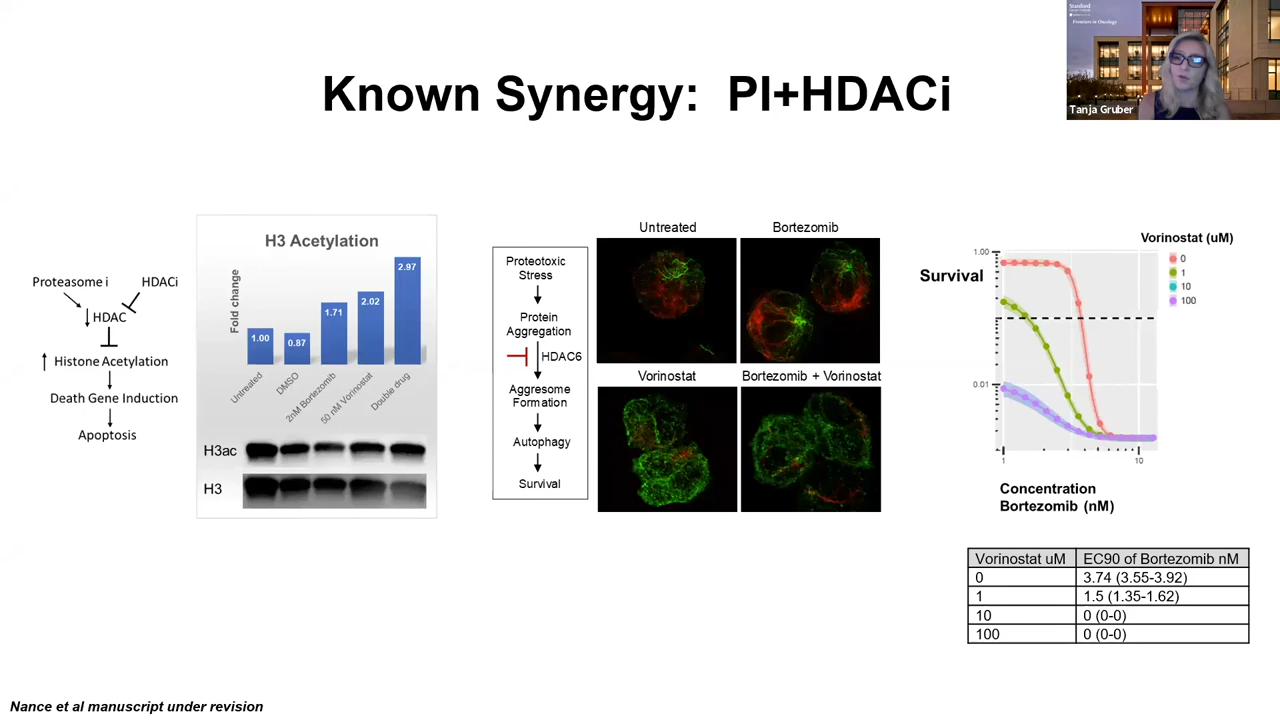 Stanford
Frontiers in Oncology
Tanja Gruber
Known Synergy: PI+HDACi
Proteasome i
HDACi
HDAC
Histone Acetylation
Death Gene Induction
Apoptosis
H3 Acetylation
Fold change
1.00
0.87
1.71
2.02
2.97
Untreated
DMSO
2nM Bortezomib
50 nM Vorinostat
Double drug
H3ac
H3
Proteotoxic
Stress
Protein
Aggregation
HDAC6
Aggresome
Formation
Autophagy
Survival
Untreated
Bortezomib
Vorinostat
Bortezomib + Vorinostat
Vorinostat (uM)
0
1
10
100
Survival
1.00
0.01
1
10
Concentration
Bortezomib (nM)
Vorinostat uM EC90 of Bortezomib nM
0 3.74 (3.55-3.92)
1 1.5 (1.35-1.62)
10 0 (0-0)
100 0 (0-0)
Nance et al manuscript under revision